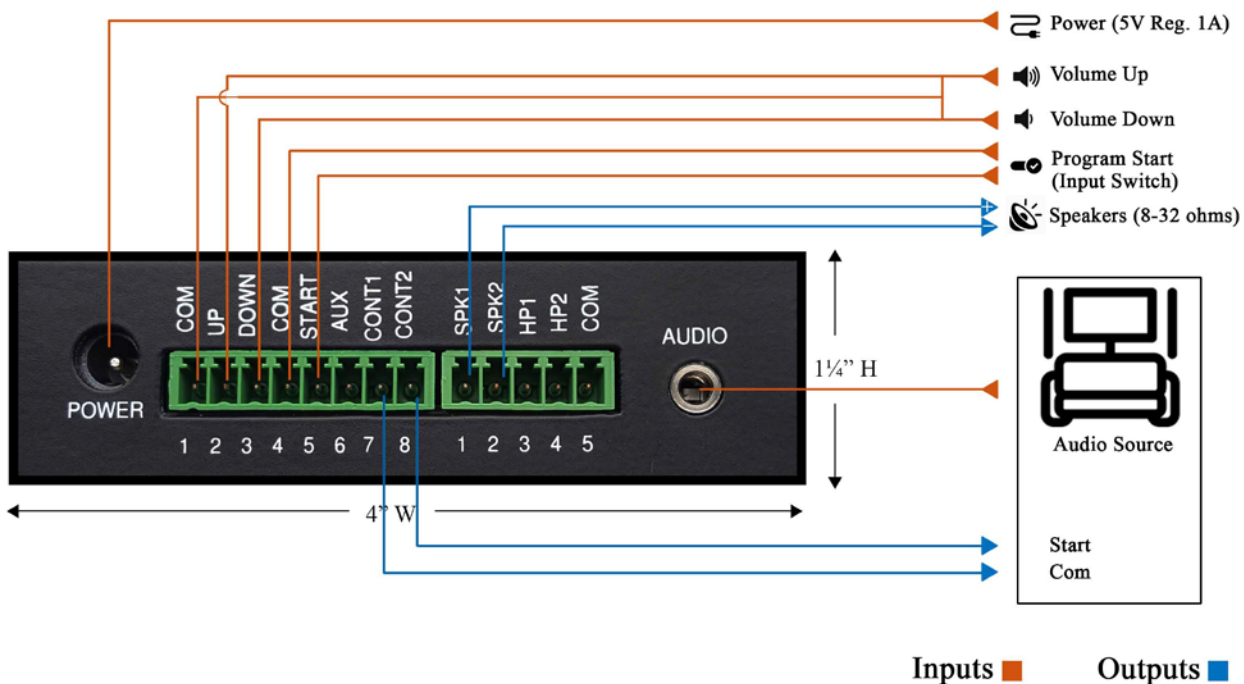 Power (5V Reg. 1A)
Volume Up
Volume Down
Program Start
(Input Switch)
+
−
Speakers (8-32 ohms)
COM
UP
DOWN
COM
START
AUX
CONT1
CONT2
SPK1
SPK2
HP1
HP2
COM
AUDIO
POWER
1 2 3 4 5 6 7 8 1 2 3 4 5
1¼” H
4” W
Audio Source
Start
Com
Inputs Outputs